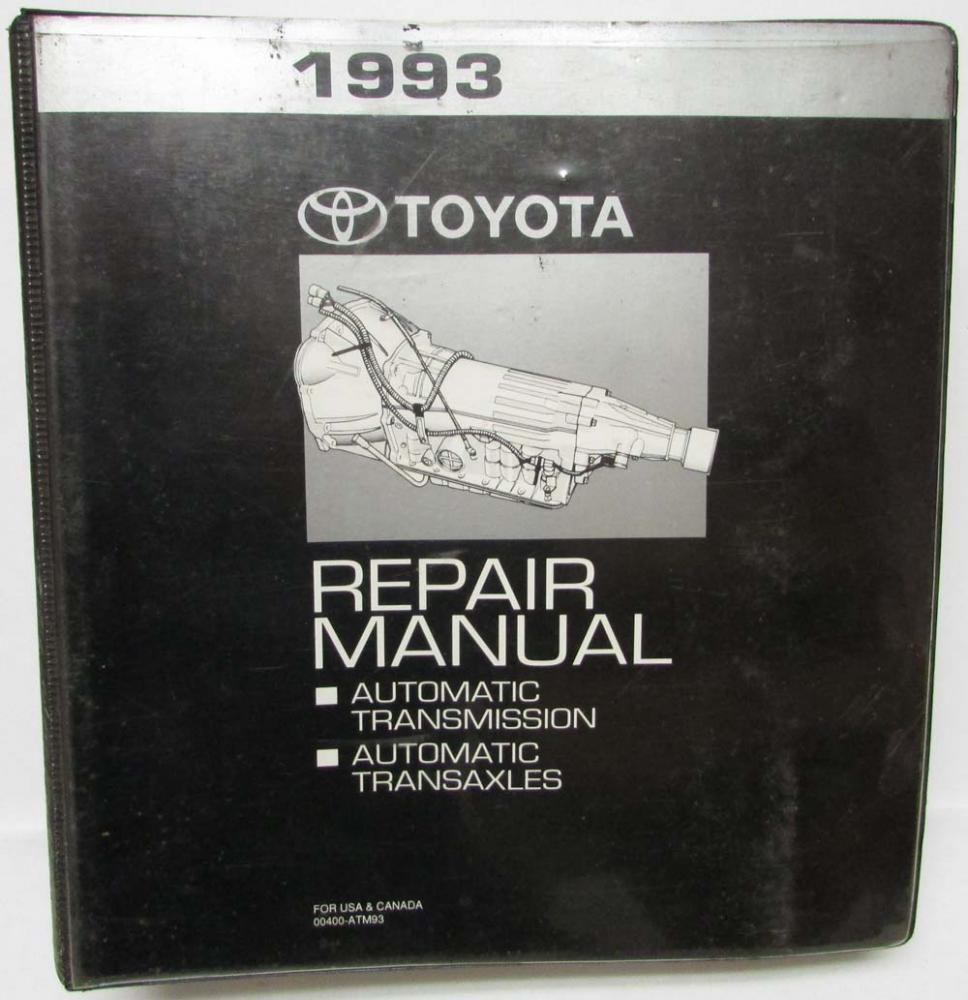 1993
TOYOTA
REPAIR
MANUAL
■ AUTOMATIC
TRANSMISSION
■ AUTOMATIC
TRANSAXLES
FOR USA & CANADA
00400-ATM93